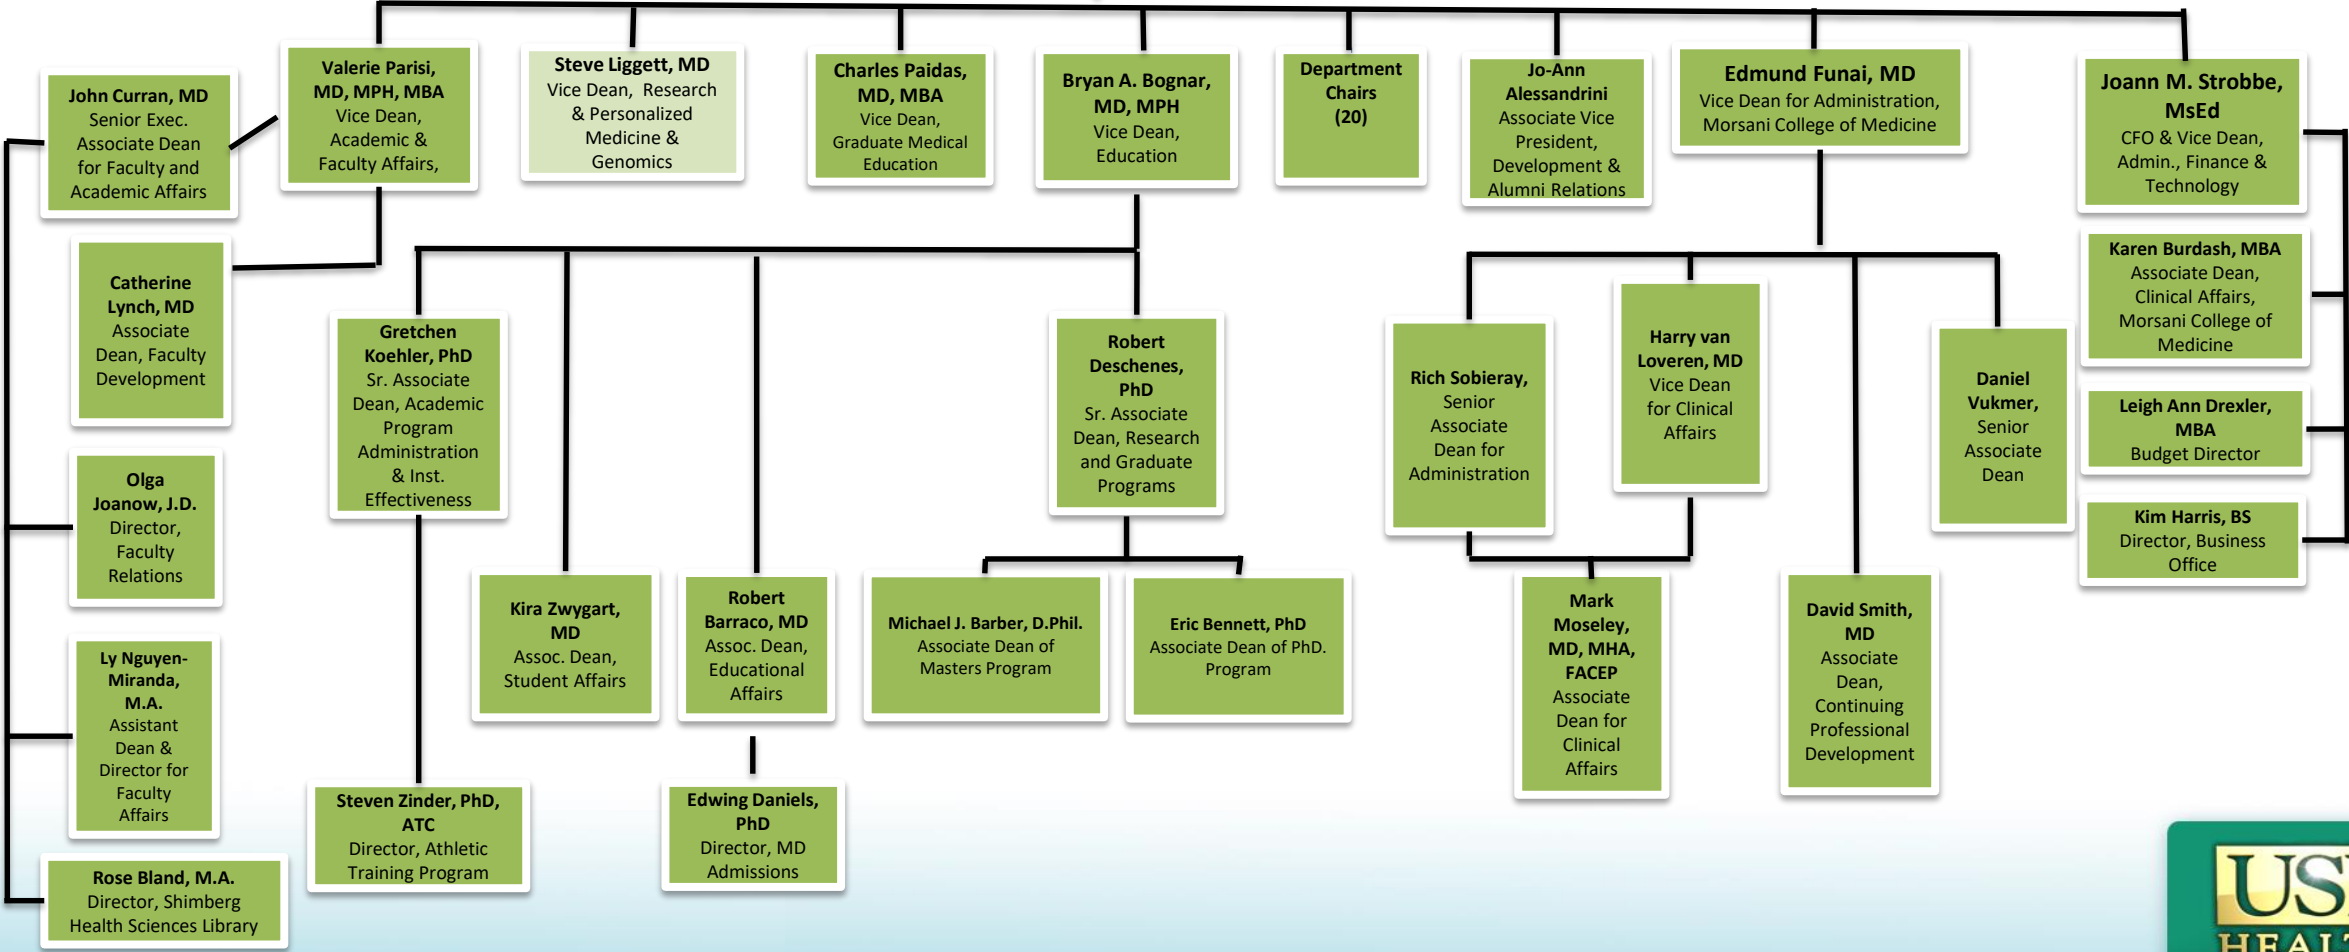 John Curran, MD
Senior Exec.
Associate Dean
for Faculty and
Academic Affairs
Valerie Parisi,
MD, MPH, MBA
Vice Dean,
Academic &
Faculty Affairs,
Steve Liggett, MD
Vice Dean, Research
& Personalized
Medicine &
Genomics
Charles Paidas,
MD, MBA
Vice Dean,
Graduate Medical
Education
Bryan A. Bognar,
MD, MPH
Vice Dean,
Education
Department
Chairs
(20)
Jo-Ann
Alessandrini
Associate Vice
President,
Development &
Alumni Relations
Edmund Funai, MD
Vice Dean for Administration,
Morsani College of Medicine
Joann M. Strobbe,
MsEd
CFO & Vice Dean,
Admin., Finance &
Technology
Catherine
Lynch, MD
Associate
Dean, Faculty
Development
Gretchen
Koehler, PhD
Sr. Associate
Dean, Academic
Program
Administration
& Inst.
Effectiveness
Robert
Deschenes,
PhD
Sr. Associate
Dean, Research
and Graduate
Programs
Rich Sobieray,
Senior
Associate
Dean for
Administration
Harry van
Loveren, MD
Vice Dean
for Clinical
Affairs
Daniel
Vukmer,
Senior
Associate
Dean
Karen Burdash, MBA
Associate Dean,
Clinical Affairs,
Morsani College of
Medicine
Leigh Ann Drexler,
MBA
Budget Director
Kim Harris, BS
Director, Business
Office
Olga
Joanow, J.D.
Director,
Faculty
Relations
Kira Zwygart,
MD
Assoc. Dean,
Student Affairs
Robert
Barraco, MD
Assoc. Dean,
Educational
Affairs
Michael J. Barber, D.Phil.
Associate Dean of
Masters Program
Eric Bennett, PhD
Associate Dean of PhD.
Program
Mark
Moseley,
MD, MHA,
FACEP
Associate
Dean for
Clinical
Affairs
David Smith,
MD
Associate
Dean,
Continuing
Professional
Development
Ly Nguyen-
Miranda,
M.A.
Assistant
Dean &
Director for
Faculty
Affairs
Steven Zinder, PhD,
ATC
Director, Athletic
Training Program
Edwing Daniels,
PhD
Director, MD
Admissions
Rose Bland, M.A.
Director, Shimberg
Health Sciences Library